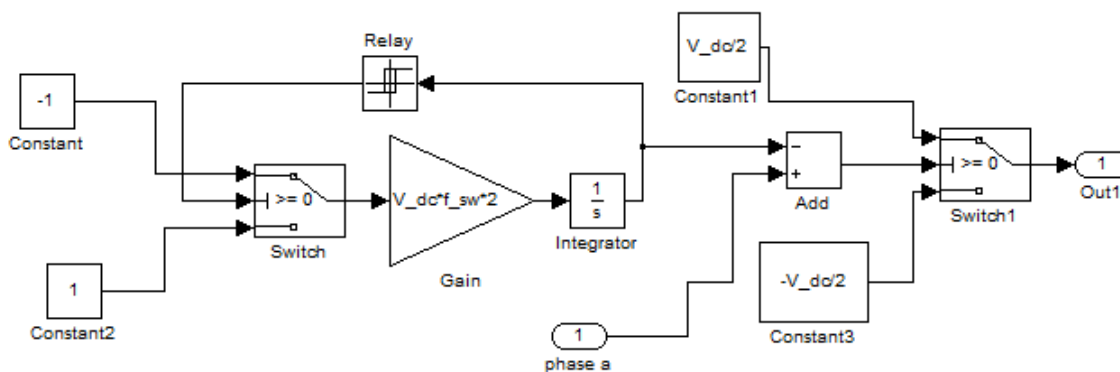 Relay
-1
Constant
>= 0
Switch
1
Constant2
V_dc*f_sw*2
Gain
1
s
Integrator
V_dc/2
Constant1
−
+
Add
>= 0
Switch1
1
Out1
-V_dc/2
Constant3
1
phase a